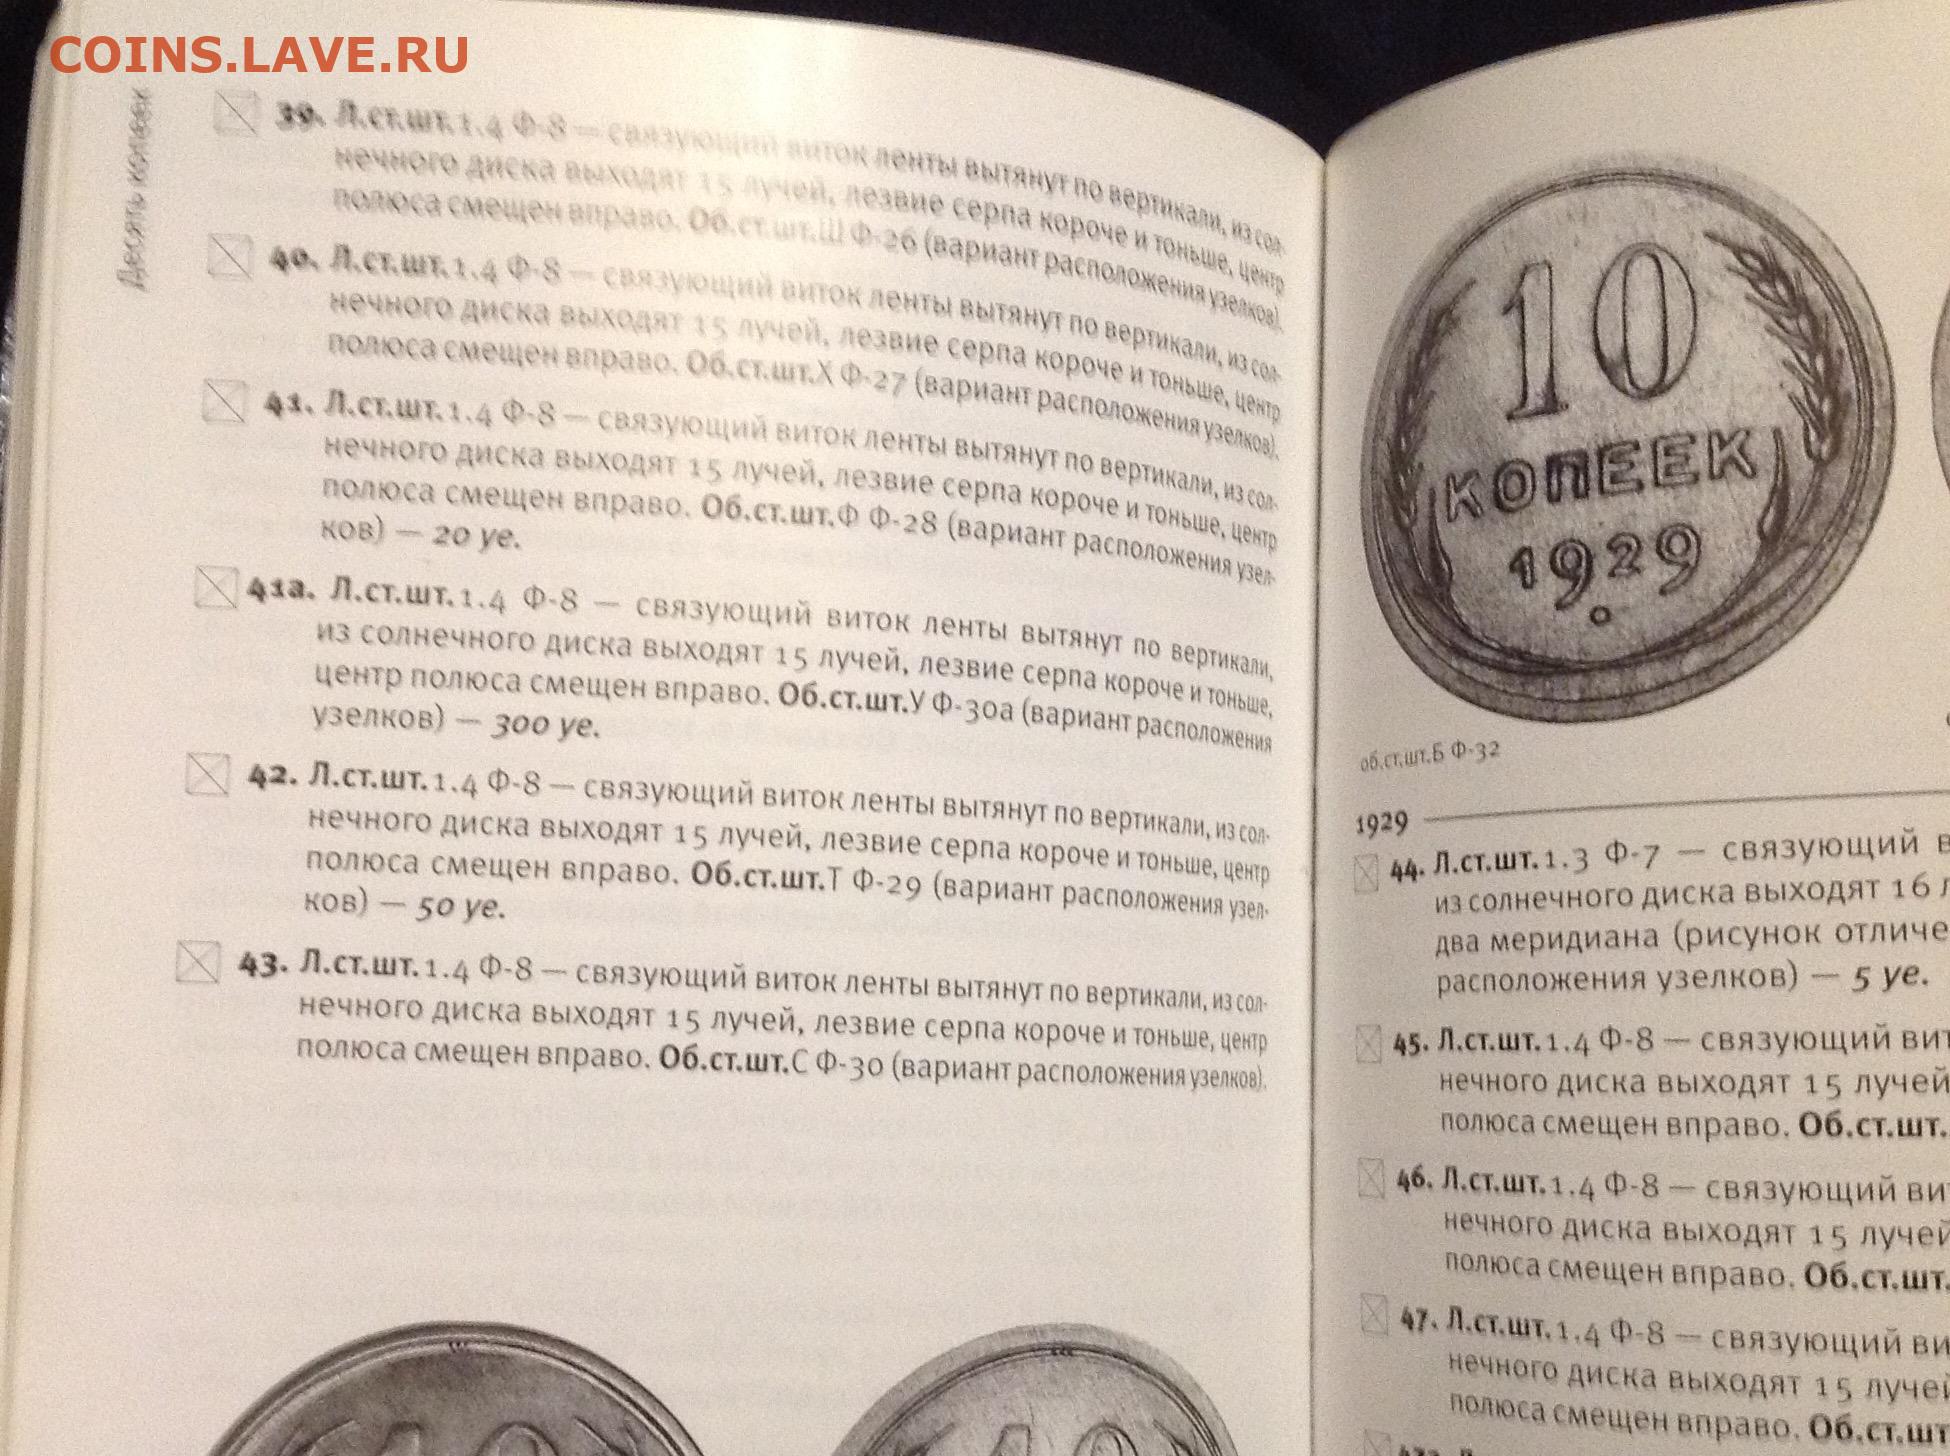 COINS.LAVE.RU
Десять копеек
39. Л.ст.шт.1.4 Ф-8 — связующий виток ленты вытянут по вертикали, из сол-
нечного диска выходят 15 лучей, лезвие серпа короче и тоньше, центр
полюса смещен вправо. Об.ст.шт.Ш Ф-26 (вариант расположения узелков).
40. Л.ст.шт.1.4 Ф-8 — связующий виток ленты вытянут по вертикали, из сол-
нечного диска выходят 15 лучей, лезвие серпа короче и тоньше, центр
полюса смещен вправо. Об.ст.шт.Х Ф-27 (вариант расположения узелков).
41. Л.ст.шт.1.4 Ф-8 — связующий виток ленты вытянут по вертикали, из сол-
нечного диска выходят 15 лучей, лезвие серпа короче и тоньше, центр
полюса смещен вправо. Об.ст.шт.Ф Ф-28 (вариант расположения узел-
ков) — 20 уе.
41а. Л.ст.шт.1.4 Ф-8 — связующий виток ленты вытянут по вертикали,
из солнечного диска выходят 15 лучей, лезвие серпа короче и тоньше,
центр полюса смещен вправо. Об.ст.шт.У Ф-30а (вариант расположения
узелков) — 300 уе.
42. Л.ст.шт.1.4 Ф-8 — связующий виток ленты вытянут по вертикали, из сол-
нечного диска выходят 15 лучей, лезвие серпа короче и тоньше, центр
полюса смещен вправо. Об.ст.шт.Т Ф-29 (вариант расположения узел-
ков) — 50 уе.
43. Л.ст.шт.1.4 Ф-8 — связующий виток ленты вытянут по вертикали, из сол-
нечного диска выходят 15 лучей, лезвие серпа короче и тоньше, центр
полюса смещен вправо. Об.ст.шт.С Ф-30 (вариант расположения узелков).
10
КОПЕЕК
1929
об.ст.шт.Б Ф-32
1929
44. Л.ст.шт.1.3 Ф-7 — связующий в
из солнечного диска выходят 16 л
два меридиана (рисунок отличе
расположения узелков) — 5 уе.
45. Л.ст.шт.1.4 Ф-8 — связующий вит
нечного диска выходят 15 лучей
полюса смещен вправо. Об.ст.шт.
46. Л.ст.шт.1.4 Ф-8 — связующий ви
нечного диска выходят 15 лучей
полюса смещен вправо. Об.ст.шт.
47. Л.ст.шт.1.4 Ф-8 — связующий ви
нечного диска выходят 15 лучей
полюса смещен вправо. Об.ст.шт